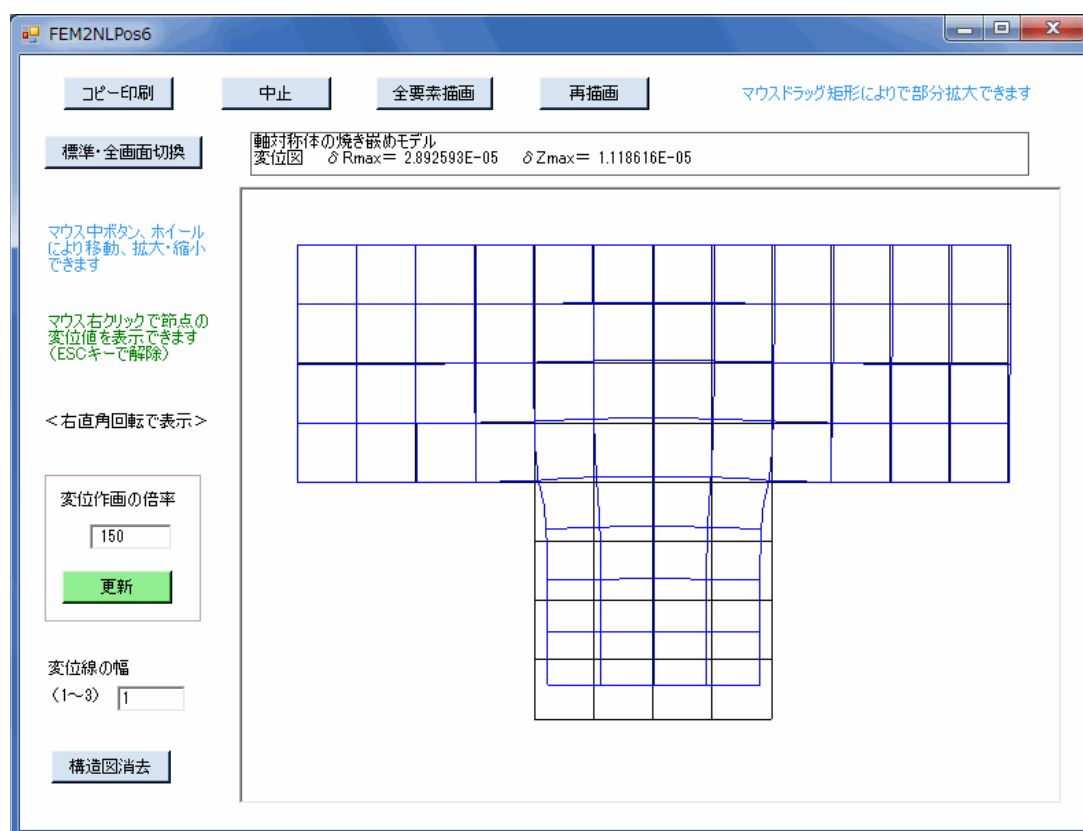 FEM2NLPos6
コピー印刷
中止
全要素描画
再描画
マウスドラッグ矩形によりで部分拡大できます
標準・全画面切換
軸対称体の焼き嵌めモデル
変位図 δRmax= 2.892593E-05 δZmax= 1.118616E-05
マウス中ボタン、ホイール
により移動、拡大・縮小
できます
マウス右クリックで節点の
変位値を表示できます
(ESCキーで解除)
<右直角回転で表示>
変位作画の倍率
150
更新
変位線の幅
(1~3) 1
構造図消去